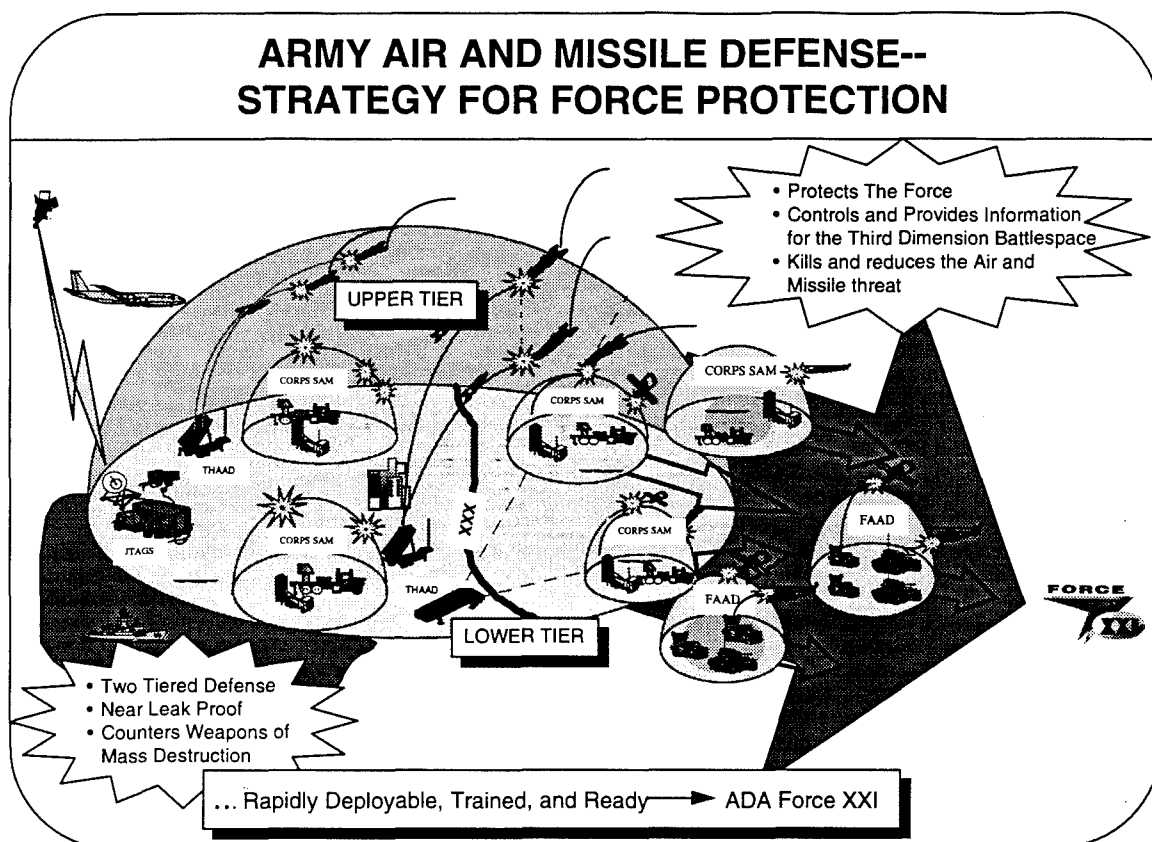 ARMY AIR AND MISSILE DEFENSE--
STRATEGY FOR FORCE PROTECTION
• Protects The Force
• Controls and Provides Information
for the Third Dimension Battlespace
• Kills and reduces the Air and
Missile threat
UPPER TIER
CORPS SAM
CORPS SAM
CORPS SAM
THAAD
XXX
FAAD
JTAGS
CORPS SAM
CORPS SAM
THAAD
FAAD
FORCE
XXI
LOWER TIER
• Two Tiered Defense
• Near Leak Proof
• Counters Weapons of
Mass Destruction
... Rapidly Deployable, Trained, and Ready → ADA Force XXI